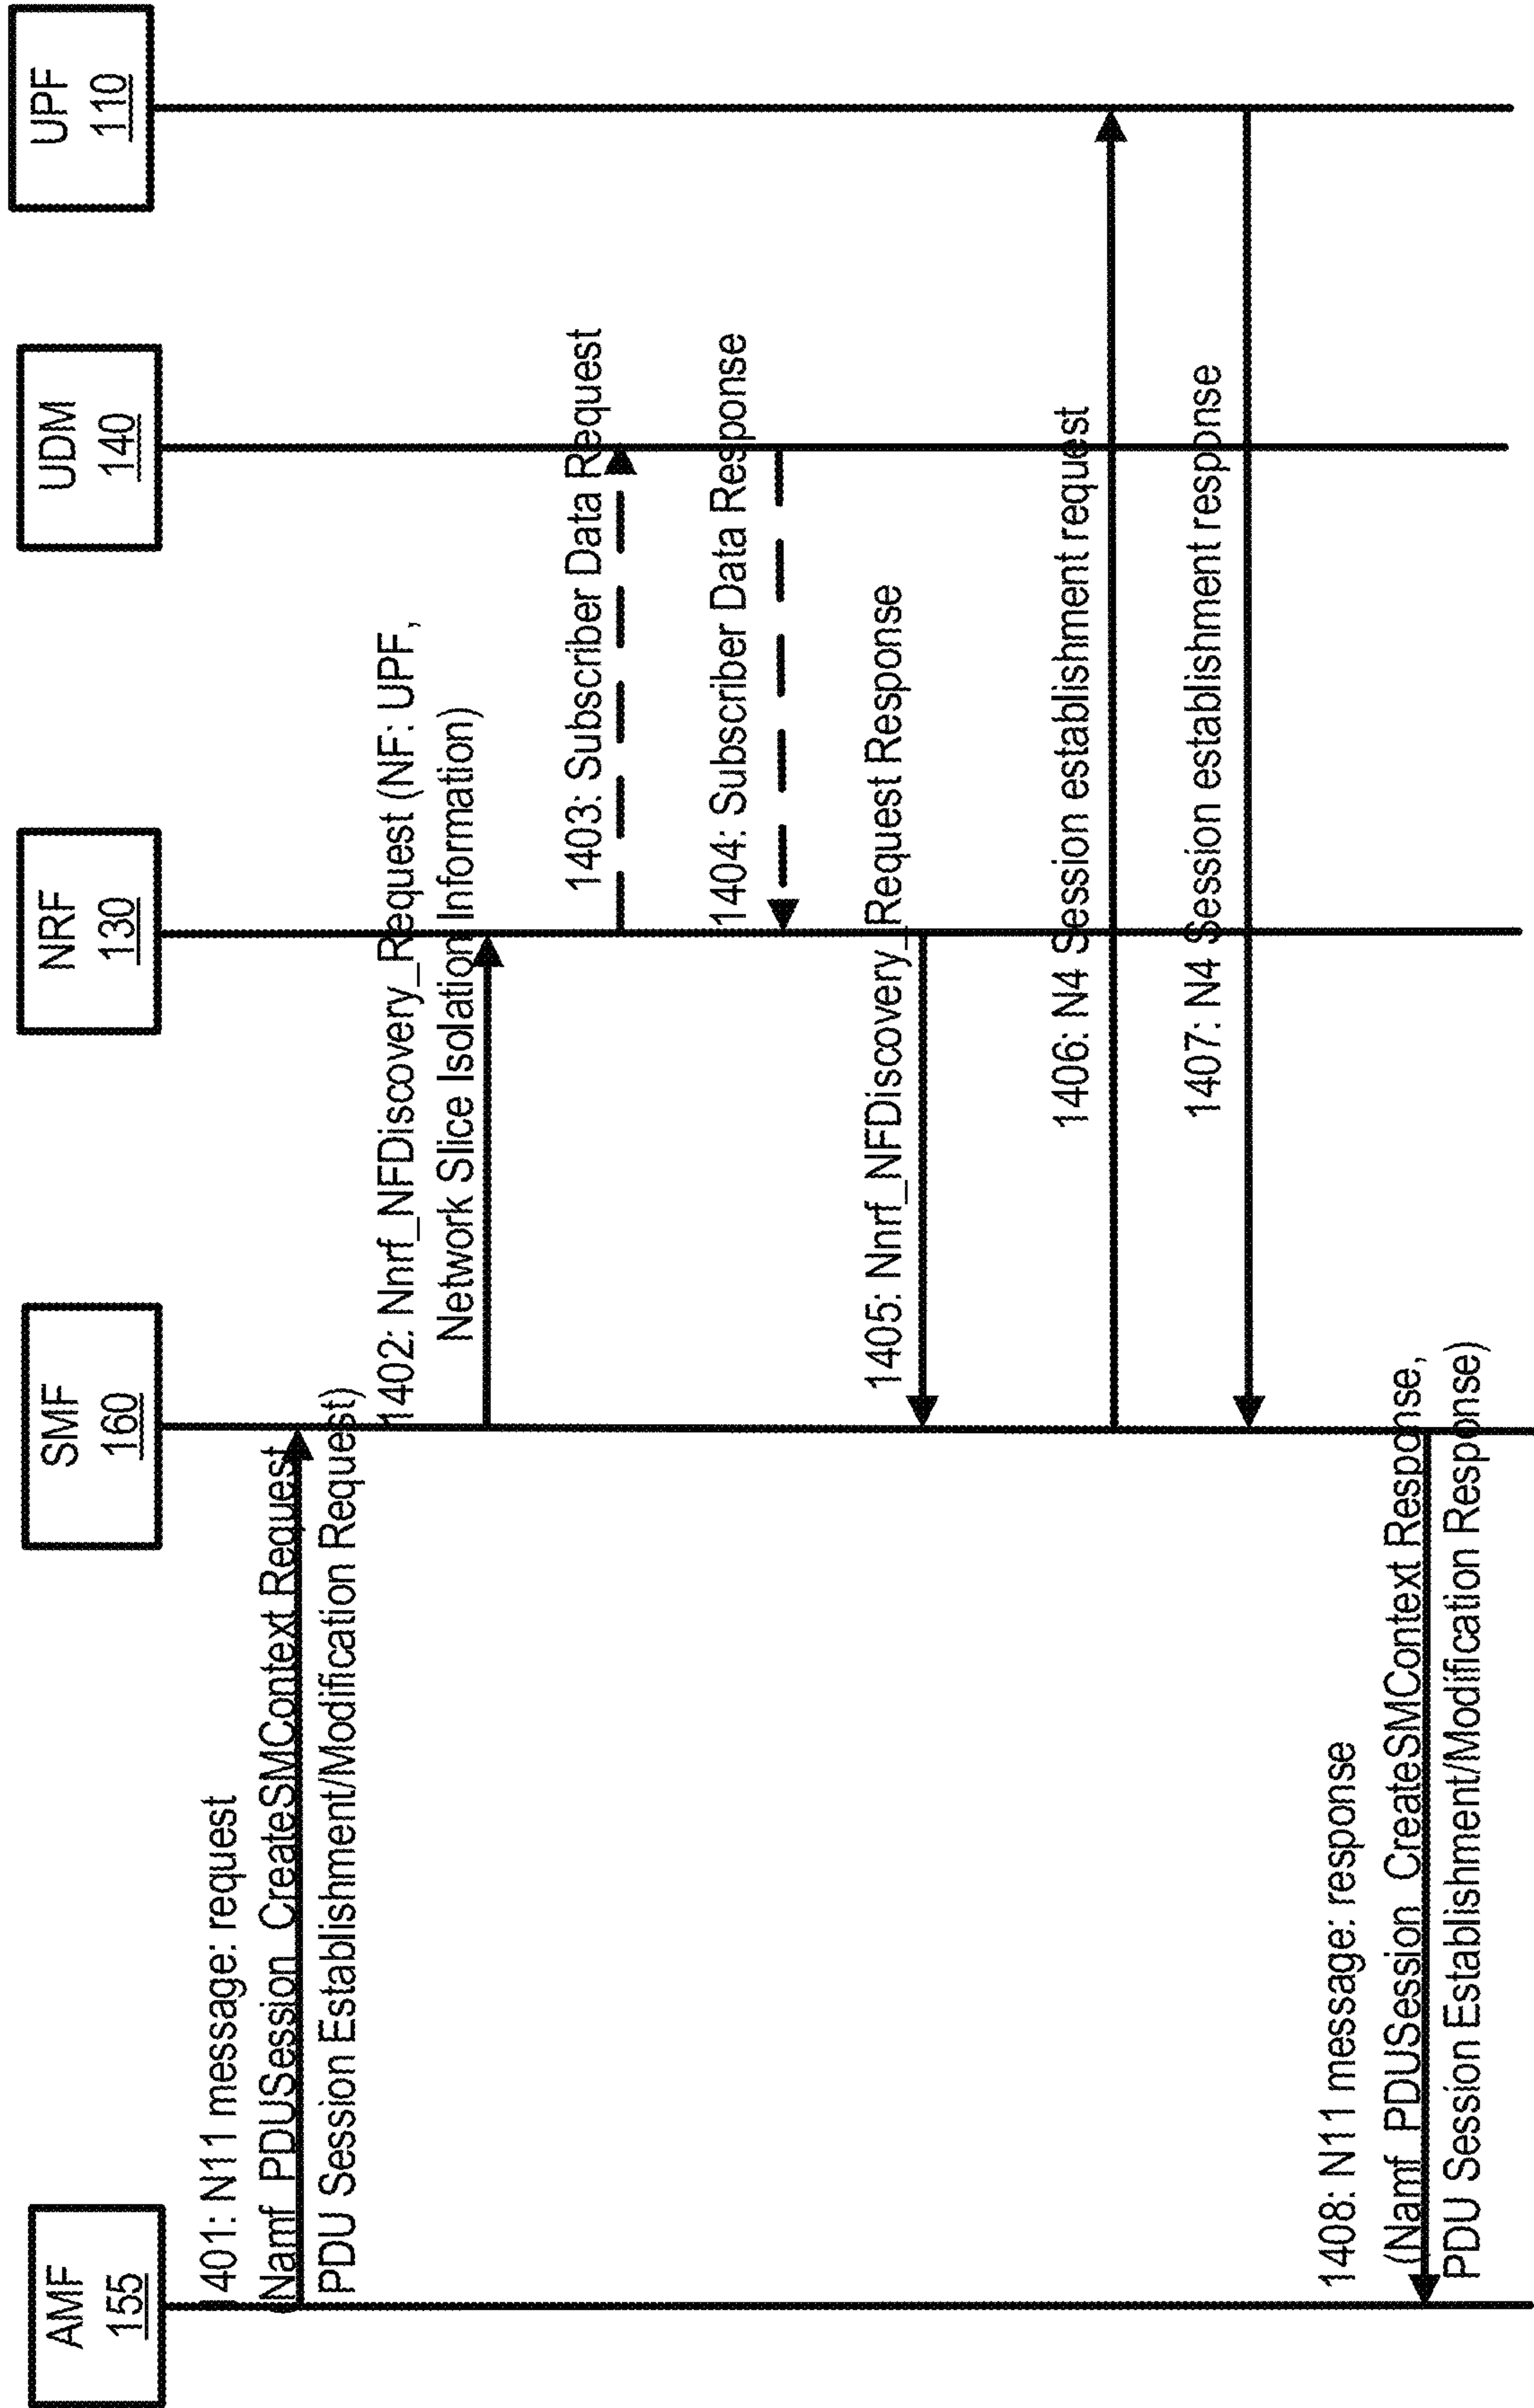 AMF
155
SMF
160
NRF
130
UDM
140
UPF
110
1401: N11 message: request
(Namf_PDUSession_CreateSMContext Request
PDU Session Establishment/Modification Request)
1402: Nnrf_NFDiscovery_Request (NF: UPF,
Network Slice Isolation Information)
1403: Subscriber Data Request
1404: Subscriber Data Response
1405: Nnrf_NFDiscovery_Request Response
1406: N4 Session establishment request
1407: N4 Session establishment response
1408: N11 message: response
(Namf_PDUSession_CreateSMContext Response,
PDU Session Establishment/Modification Response)